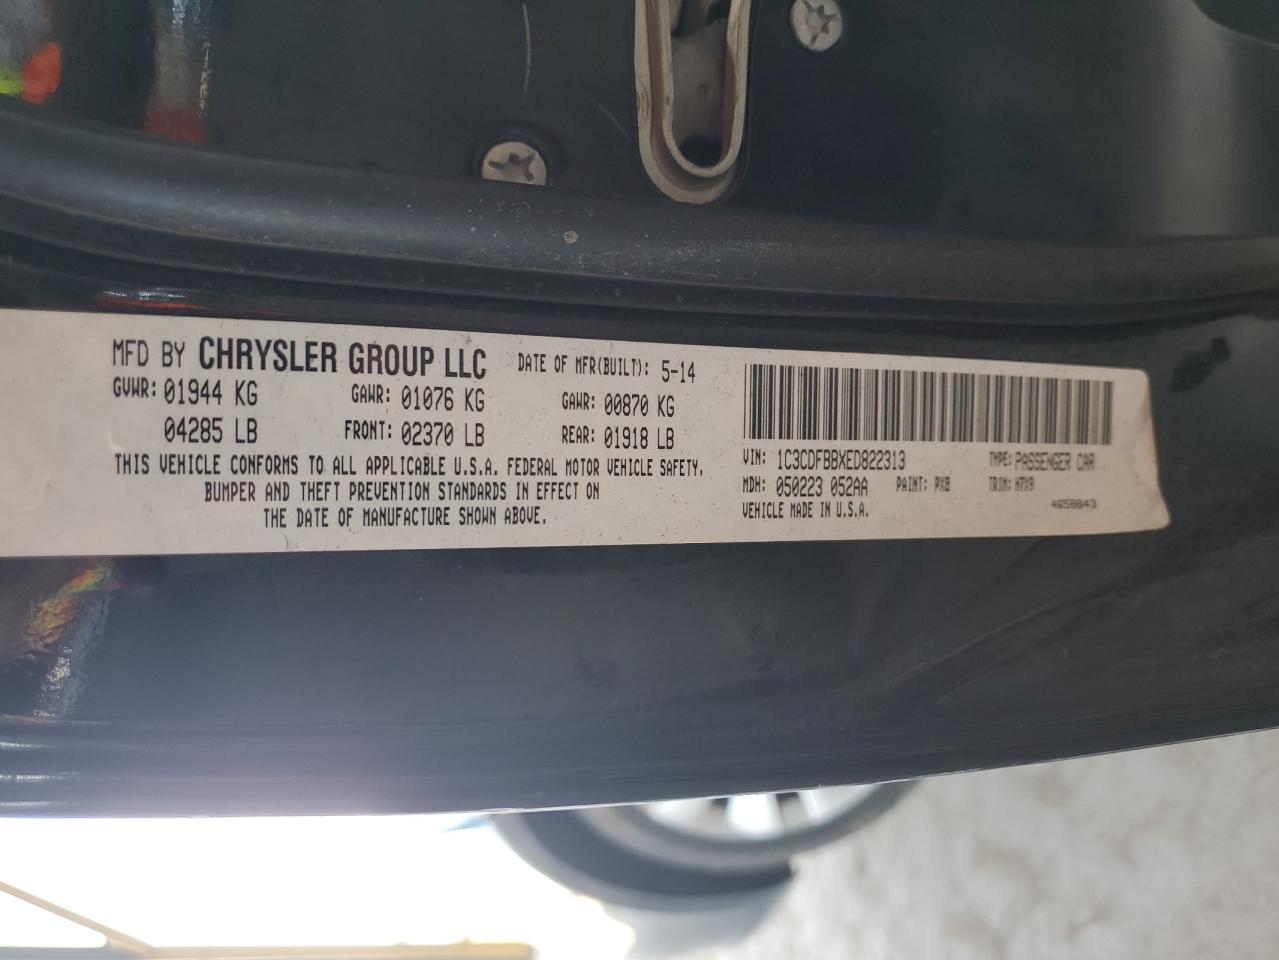 MFD BY CHRYSLER GROUP LLC DATE OF MFR(BUILT): 5-14
GVWR: 01944 KG GAWR: 01076 KG GAWR: 00870 KG
04285 LB FRONT: 02370 LB REAR: 01918 LB
THIS VEHICLE CONFORMS TO ALL APPLICABLE U.S.A. FEDERAL MOTOR VEHICLE SAFETY,
BUMPER AND THEFT PREVENTION STANDARDS IN EFFECT ON
THE DATE OF MANUFACTURE SHOWN ABOVE.
VIN: 1C3CDFBBXED822313 TYPE: PASSENGER CAR
MDH: 050223 052AA PAINT: PX8 TRIM: H7X9
VEHICLE MADE IN U.S.A. 4658843